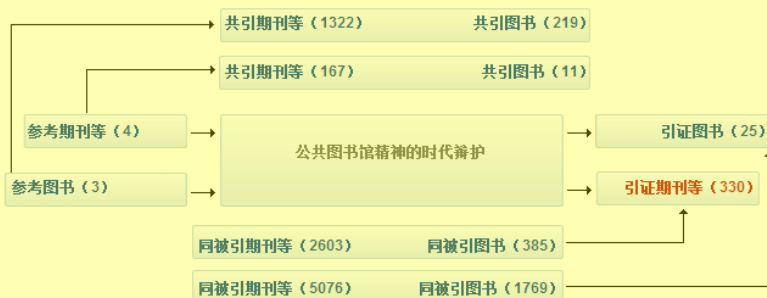 共引期刊等（1322） 共引图书（219）
共引期刊等（167） 共引图书（11）
参考期刊等（4）
公共图书馆精神的时代辩护
引证图书（25）
参考图书（3）
引证期刊等（330）
同被引期刊等（2603） 同被引图书（385）
同被引期刊等（5076） 同被引图书（1769）